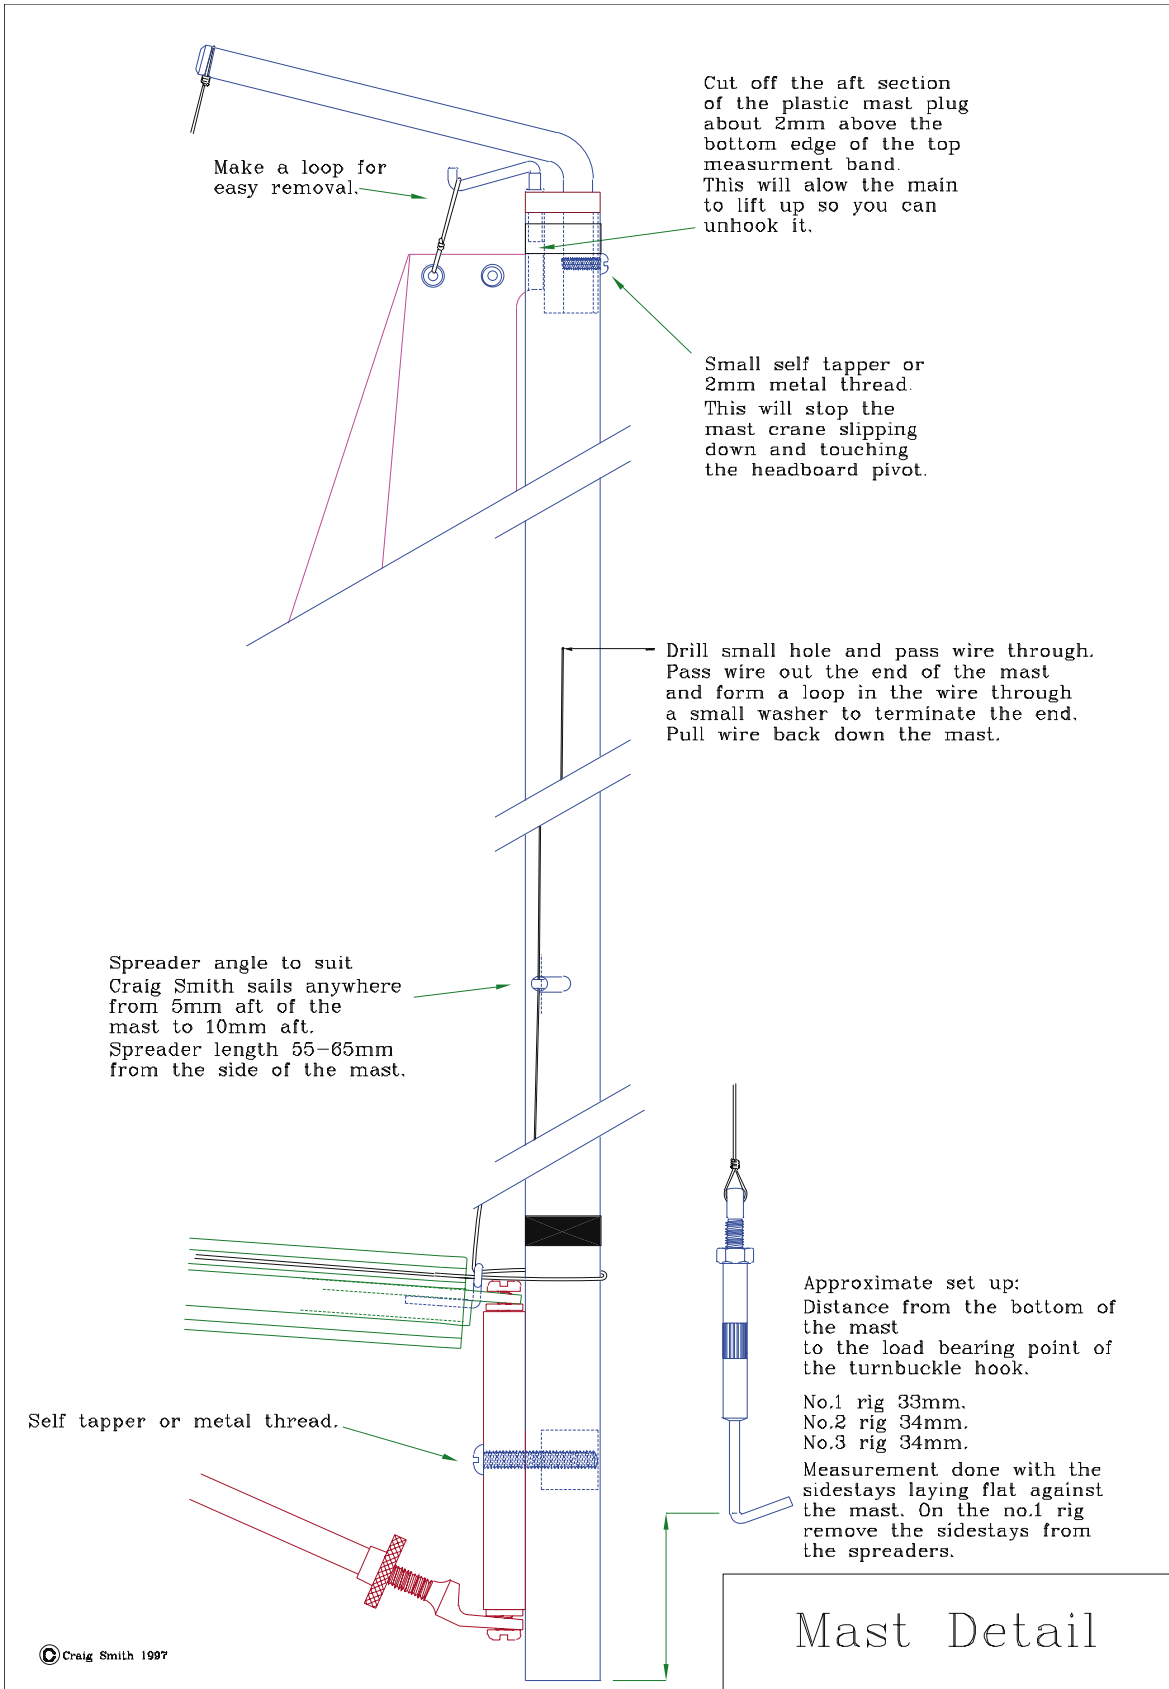 Cut off the aft section
of the plastic mast plug
about 2mm above the
bottom edge of the top
measurment band.
This will alow the main
to lift up so you can
unhook it.
Make a loop for
easy removal.
Small self tapper or
2mm metal thread.
This will stop the
mast crane slipping
down and touching
the headboard pivot.
Drill small hole and pass wire through.
Pass wire out the end of the mast
and form a loop in the wire through
a small washer to terminate the end.
Pull wire back down the mast.
Spreader angle to suit
Craig Smith sails anywhere
from 5mm aft of the
mast to 10mm aft.
Spreader length 55-65mm
from the side of the mast.
Approximate set up:
Distance from the bottom of
the mast
to the load bearing point of
the turnbuckle hook.
No.1 rig 33mm.
No.2 rig 34mm.
No.3 rig 34mm.
Measurement done with the
sidestays laying flat against
the mast. On the no.1 rig
remove the sidestays from
the spreaders.
Self tapper or metal thread.
Mast Detail
© Craig Smith 1997